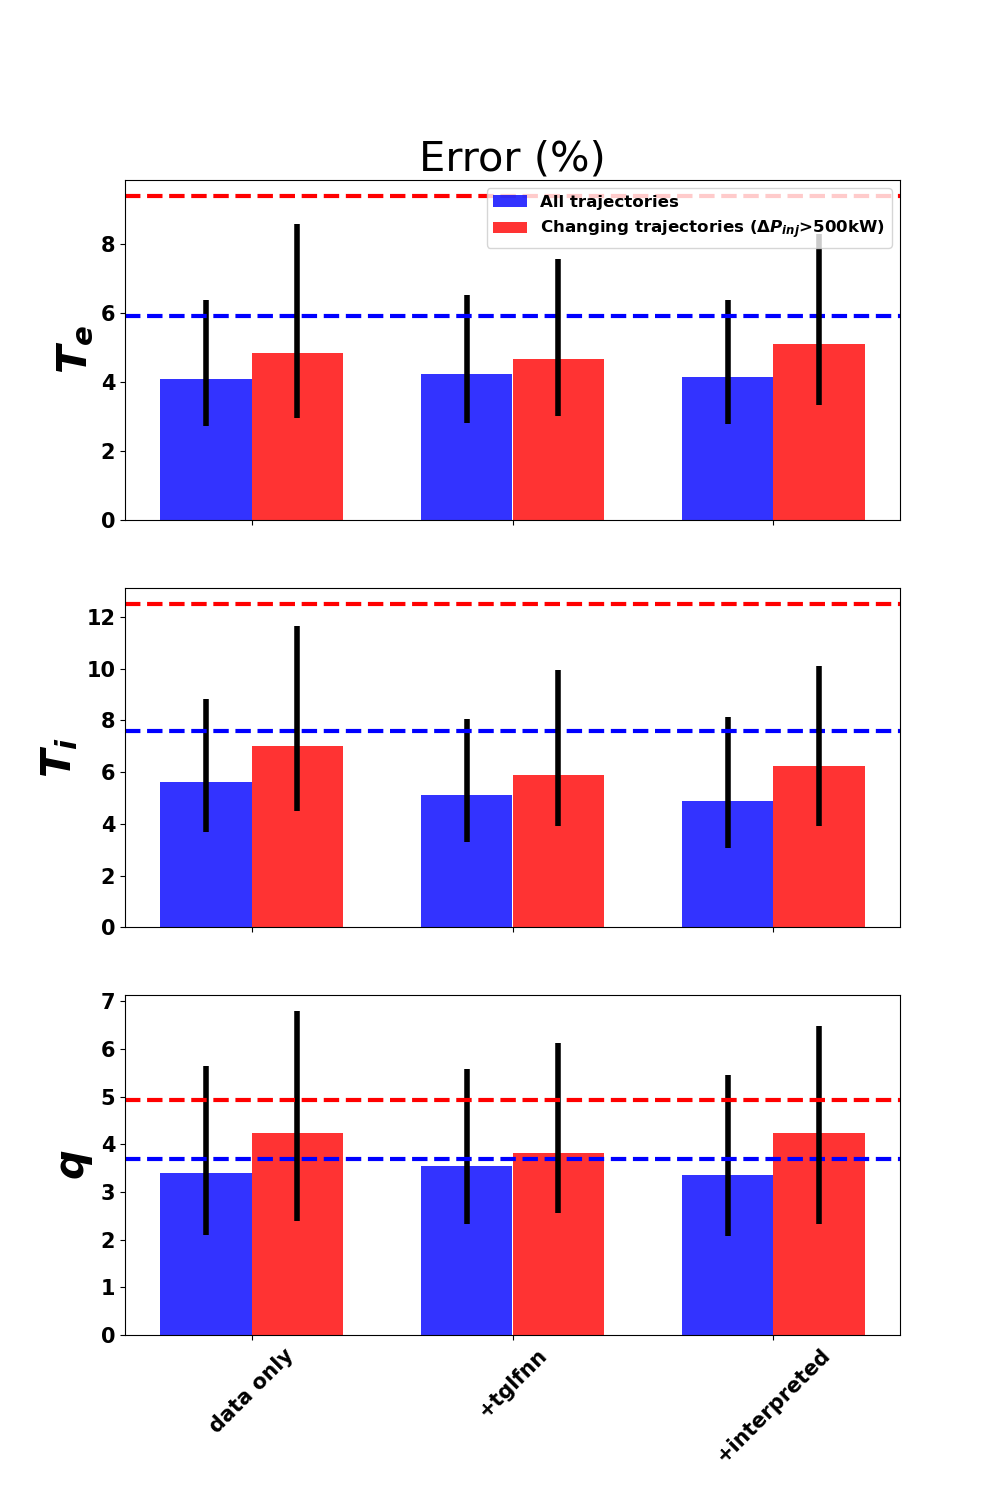 Error (%)
All trajectories
Changing trajectories (ΔP_inj>500kW)
T_e
8
6
4
2
0
T_i
12
10
8
6
4
2
0
q
7
6
5
4
3
2
1
0
data only
+tglfnn
+interpreted